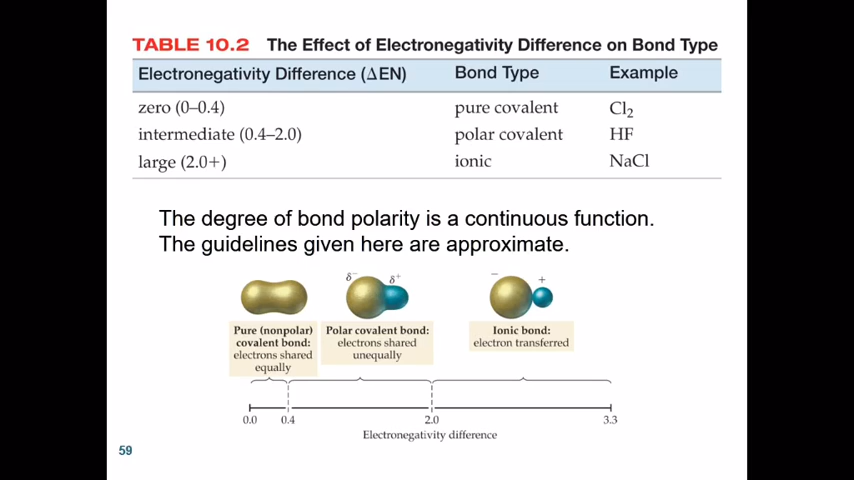 TABLE 10.2 The Effect of Electronegativity Difference on Bond Type
Electronegativity Difference (ΔEN) Bond Type Example
zero (0–0.4) pure covalent Cl₂
intermediate (0.4–2.0) polar covalent HF
large (2.0+) ionic NaCl
The degree of bond polarity is a continuous function.
The guidelines given here are approximate.
δ⁻ δ⁺ − +
Pure (nonpolar)
covalent bond:
electrons shared
equally
Polar covalent bond:
electrons shared
unequally
Ionic bond:
electron transferred
0.0 0.4 2.0 3.3
Electronegativity difference
59